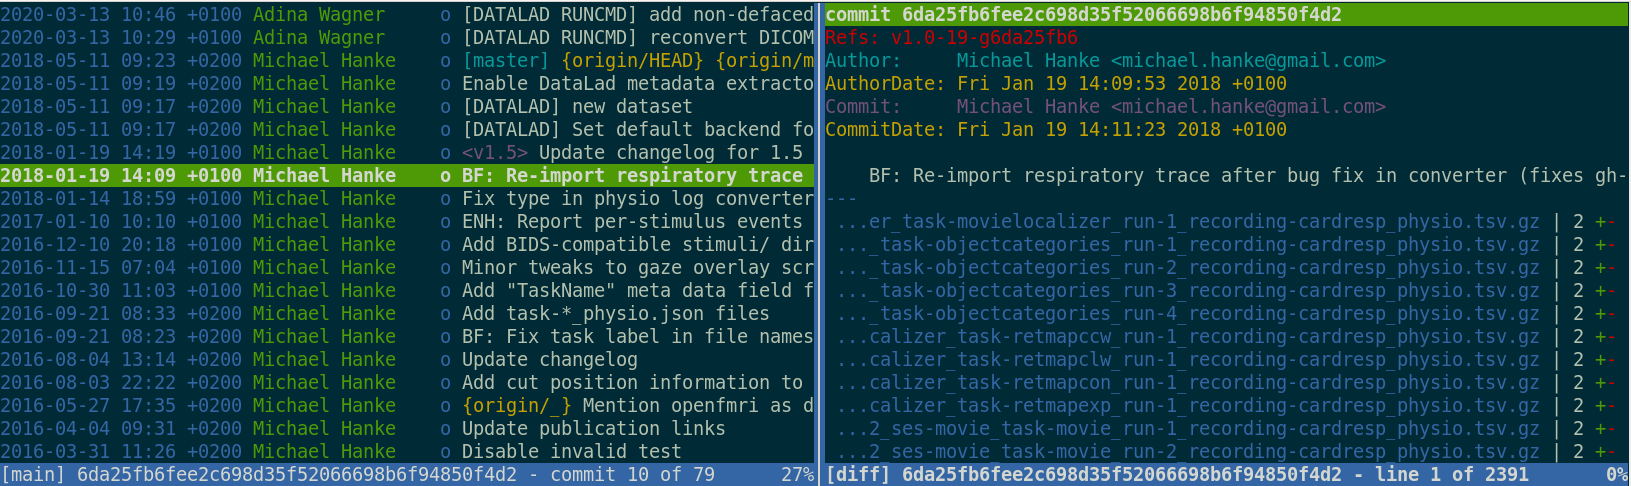 2020-03-13 10:46 +0100 Adina Wagner     o [DATALAD RUNCMD] add non-defaced
2020-03-13 10:29 +0100 Adina Wagner     o [DATALAD RUNCMD] reconvert DICOM
2018-05-11 09:23 +0200 Michael Hanke    o [master] {origin/HEAD} {origin/m
2018-05-11 09:19 +0200 Michael Hanke    o Enable DataLad metadata extracto
2018-05-11 09:17 +0200 Michael Hanke    o [DATALAD] new dataset
2018-05-11 09:17 +0200 Michael Hanke    o [DATALAD] Set default backend fo
2018-01-19 14:19 +0100 Michael Hanke    o <v1.5> Update changelog for 1.5
2018-01-19 14:09 +0100 Michael Hanke    o BF: Re-import respiratory trace
2018-01-14 18:59 +0100 Michael Hanke    o Fix type in physio log converter
2017-01-10 10:10 +0100 Michael Hanke    o ENH: Report per-stimulus events
2016-12-10 20:18 +0100 Michael Hanke    o Add BIDS-compatible stimuli/ dir
2016-11-15 07:04 +0100 Michael Hanke    o Minor tweaks to gaze overlay scr
2016-10-30 11:03 +0100 Michael Hanke    o Add "TaskName" meta data field f
2016-09-21 08:33 +0200 Michael Hanke    o Add task-*_physio.json files
2016-09-21 08:23 +0200 Michael Hanke    o BF: Fix task label in file names
2016-08-04 13:14 +0200 Michael Hanke    o Update changelog
2016-08-03 22:22 +0200 Michael Hanke    o Add cut position information to
2016-05-27 17:35 +0200 Michael Hanke    o {origin/_} Mention openfmri as d
2016-04-04 09:31 +0200 Michael Hanke    o Update publication links
2016-03-31 11:26 +0200 Michael Hanke    o Disable invalid test
[main] 6da25fb6fee2c698d35f52066698b6f94850f4d2 - commit 10 of 79      27%
commit 6da25fb6fee2c698d35f52066698b6f94850f4d2
Refs: v1.0-19-g6da25fb6
Author:     Michael Hanke <michael.hanke@gmail.com>
AuthorDate: Fri Jan 19 14:09:53 2018 +0100
Commit:     Michael Hanke <michael.hanke@gmail.com>
CommitDate: Fri Jan 19 14:11:23 2018 +0100
BF: Re-import respiratory trace after bug fix in converter (fixes gh-
---
...er_task-movielocalizer_run-1_recording-cardresp_physio.tsv.gz | 2 +-
..._task-objectcategories_run-1_recording-cardresp_physio.tsv.gz | 2 +-
..._task-objectcategories_run-2_recording-cardresp_physio.tsv.gz | 2 +-
..._task-objectcategories_run-3_recording-cardresp_physio.tsv.gz | 2 +-
..._task-objectcategories_run-4_recording-cardresp_physio.tsv.gz | 2 +-
...calizer_task-retmapccw_run-1_recording-cardresp_physio.tsv.gz | 2 +-
...calizer_task-retmapclw_run-1_recording-cardresp_physio.tsv.gz | 2 +-
...calizer_task-retmapcon_run-1_recording-cardresp_physio.tsv.gz | 2 +-
...calizer_task-retmapexp_run-1_recording-cardresp_physio.tsv.gz | 2 +-
...2_ses-movie_task-movie_run-1_recording-cardresp_physio.tsv.gz | 2 +-
...2_ses-movie_task-movie_run-2_recording-cardresp_physio.tsv.gz | 2 +-
[diff] 6da25fb6fee2c698d35f52066698b6f94850f4d2 - line 1 of 2391       0%